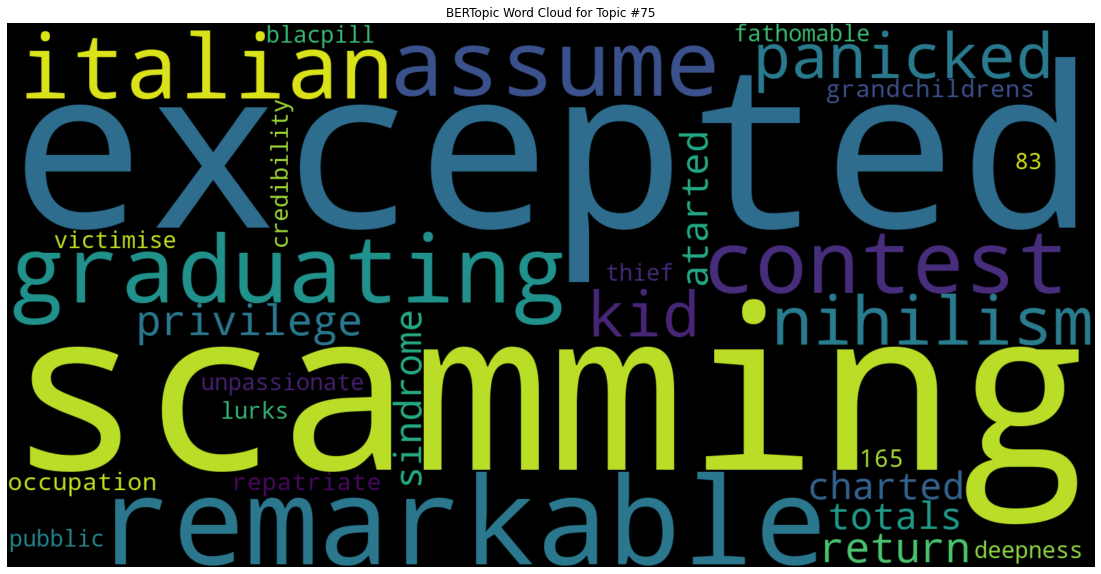 BERTopic Word Cloud for Topic #75
italian
blacpill
assume
fathomable
panicked
grandchildrens
excepted
credibility
83
victimise
graduating
thief
atarted
contest
privilege
kid
nihilism
scamming
unpassionate
lurks
sindrome
165
occupation
repatriate
remarkable
charted
totals
pubblic
return
deepness